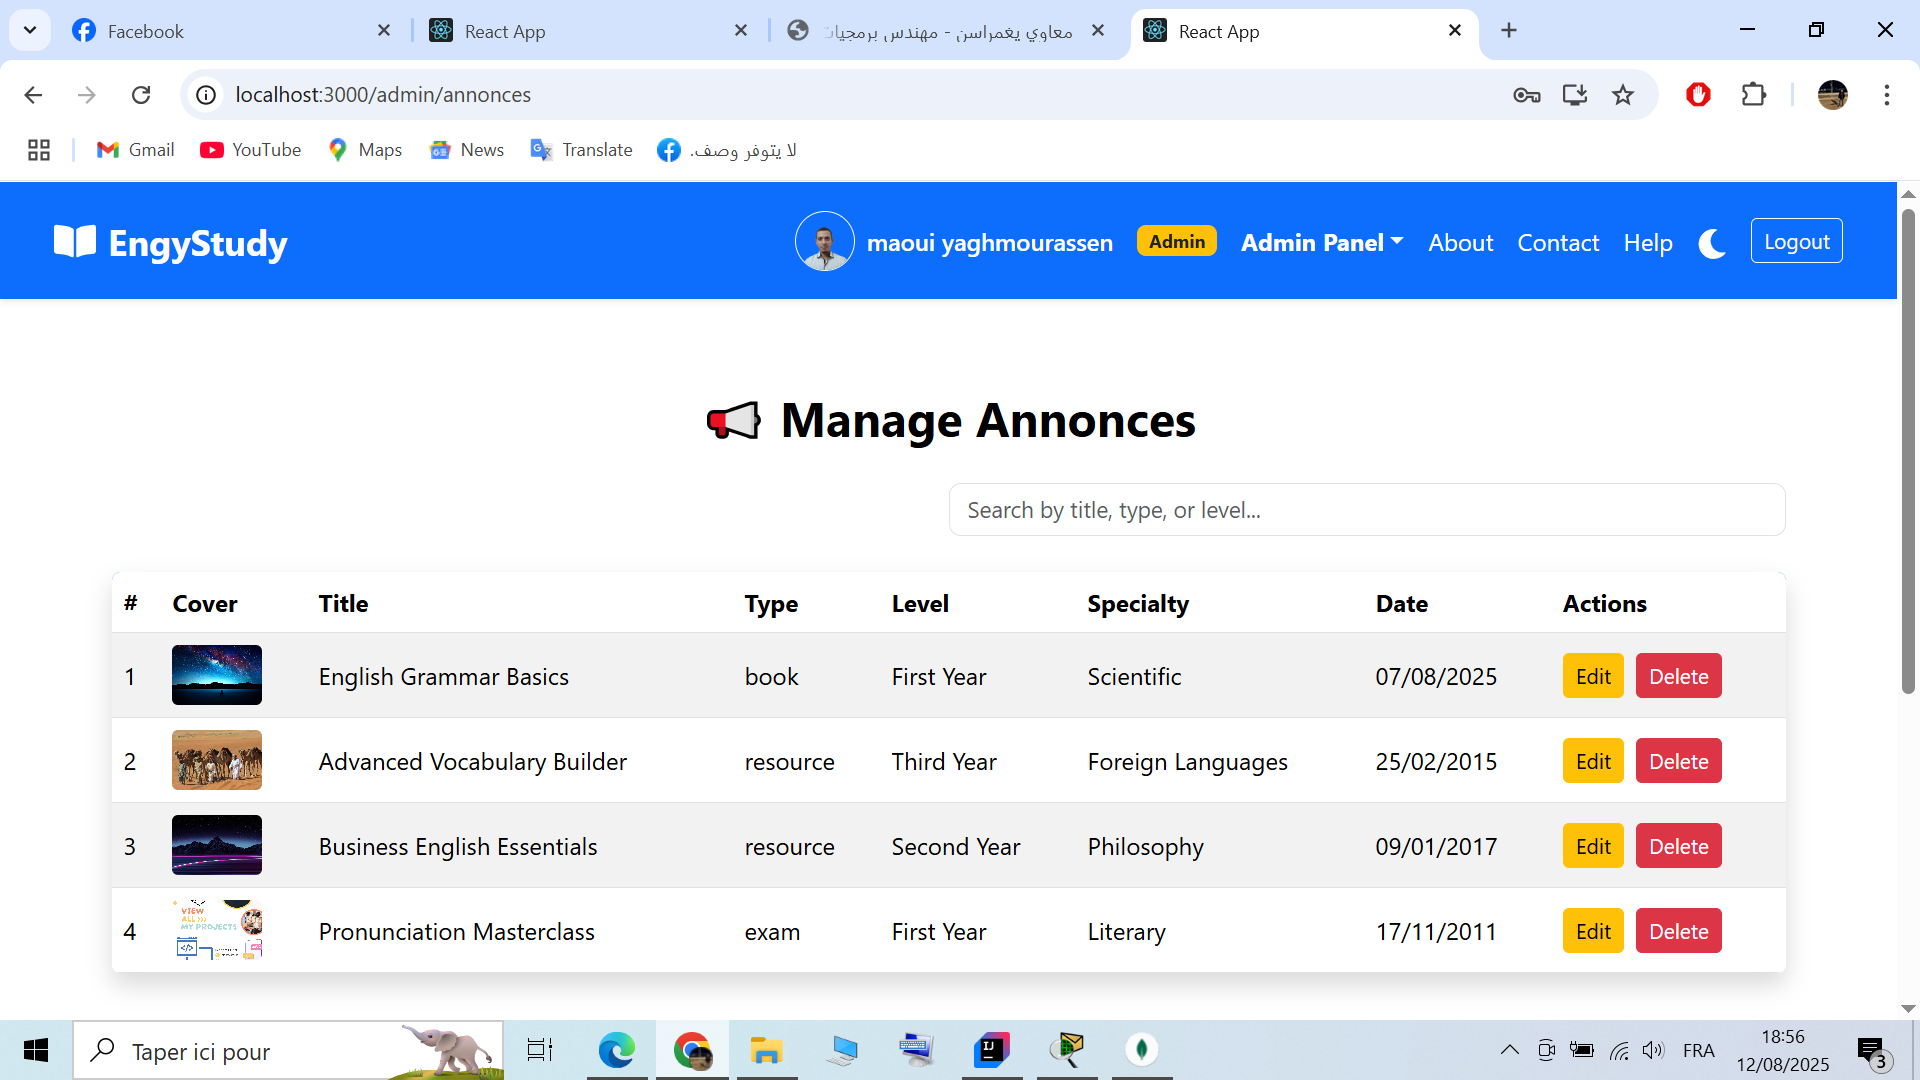 Facebook
React App
معاوي يغمراسن - مهندس برمجيات
React App
localhost:3000/admin/annonces
Gmail
YouTube
Maps
News
Translate
لا يتوفر وصف.
EngyStudy
maoui yaghmourassen
Admin
Admin Panel
About
Contact
Help
Logout
Manage Annonces
Search by title, type, or level...
# Cover Title Type Level Specialty Date Actions
1 English Grammar Basics book First Year Scientific 07/08/2025 Edit Delete
2 Advanced Vocabulary Builder resource Third Year Foreign Languages 25/02/2015 Edit Delete
3 Business English Essentials resource Second Year Philosophy 09/01/2017 Edit Delete
VIEW
ALL
MY PROJECTS
4 Pronunciation Masterclass exam First Year Literary 17/11/2011 Edit Delete
Taper ici pour
FRA
18:56
12/08/2025
3